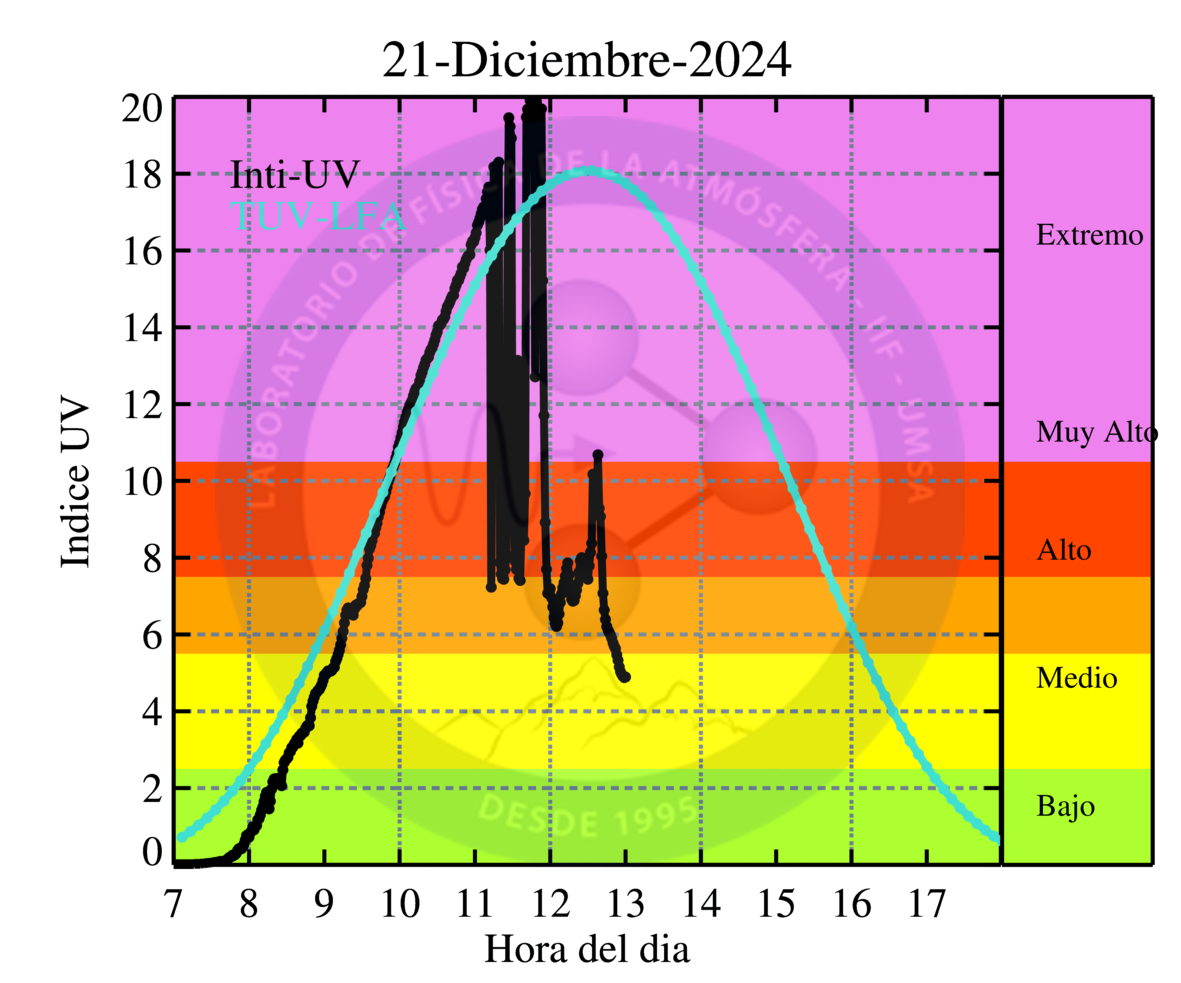 21-Diciembre-2024
Inti-UV
TUV-LFA
LABORATORIO DE FÍSICA DE LA ATMÓSFERA - IIF - UMSA
DESDE 1995
Indice UV
20
18
16
14
12
10
8
6
4
2
0
Extremo
Muy Alto
Alto
Medio
Bajo
7 8 9 10 11 12 13 14 15 16 17
Hora del dia